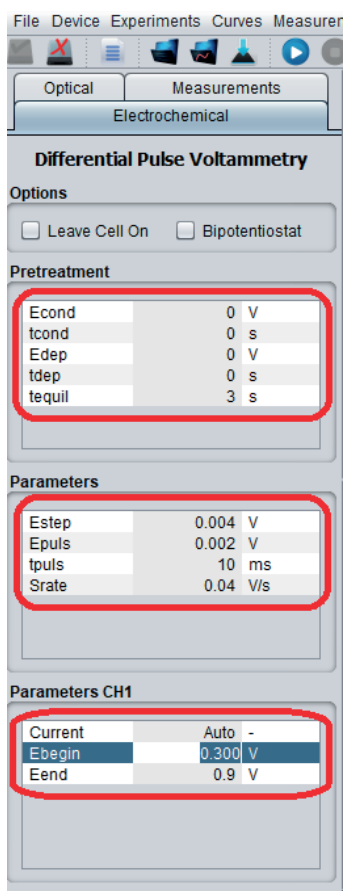 File Device Experiments Curves Measurer
Optical Measurements
Electrochemical
Differential Pulse Voltammetry
Options
Leave Cell On Bipotentiostat
Pretreatment
Econd 0 V
tcond 0 s
Edep 0 V
tdep 0 s
tequil 3 s
Parameters
Estep 0.004 V
Epuls 0.002 V
tpuls 10 ms
Srate 0.04 V/s
Parameters CH1
Current Auto -
Ebegin 0.300 V
Eend 0.9 V